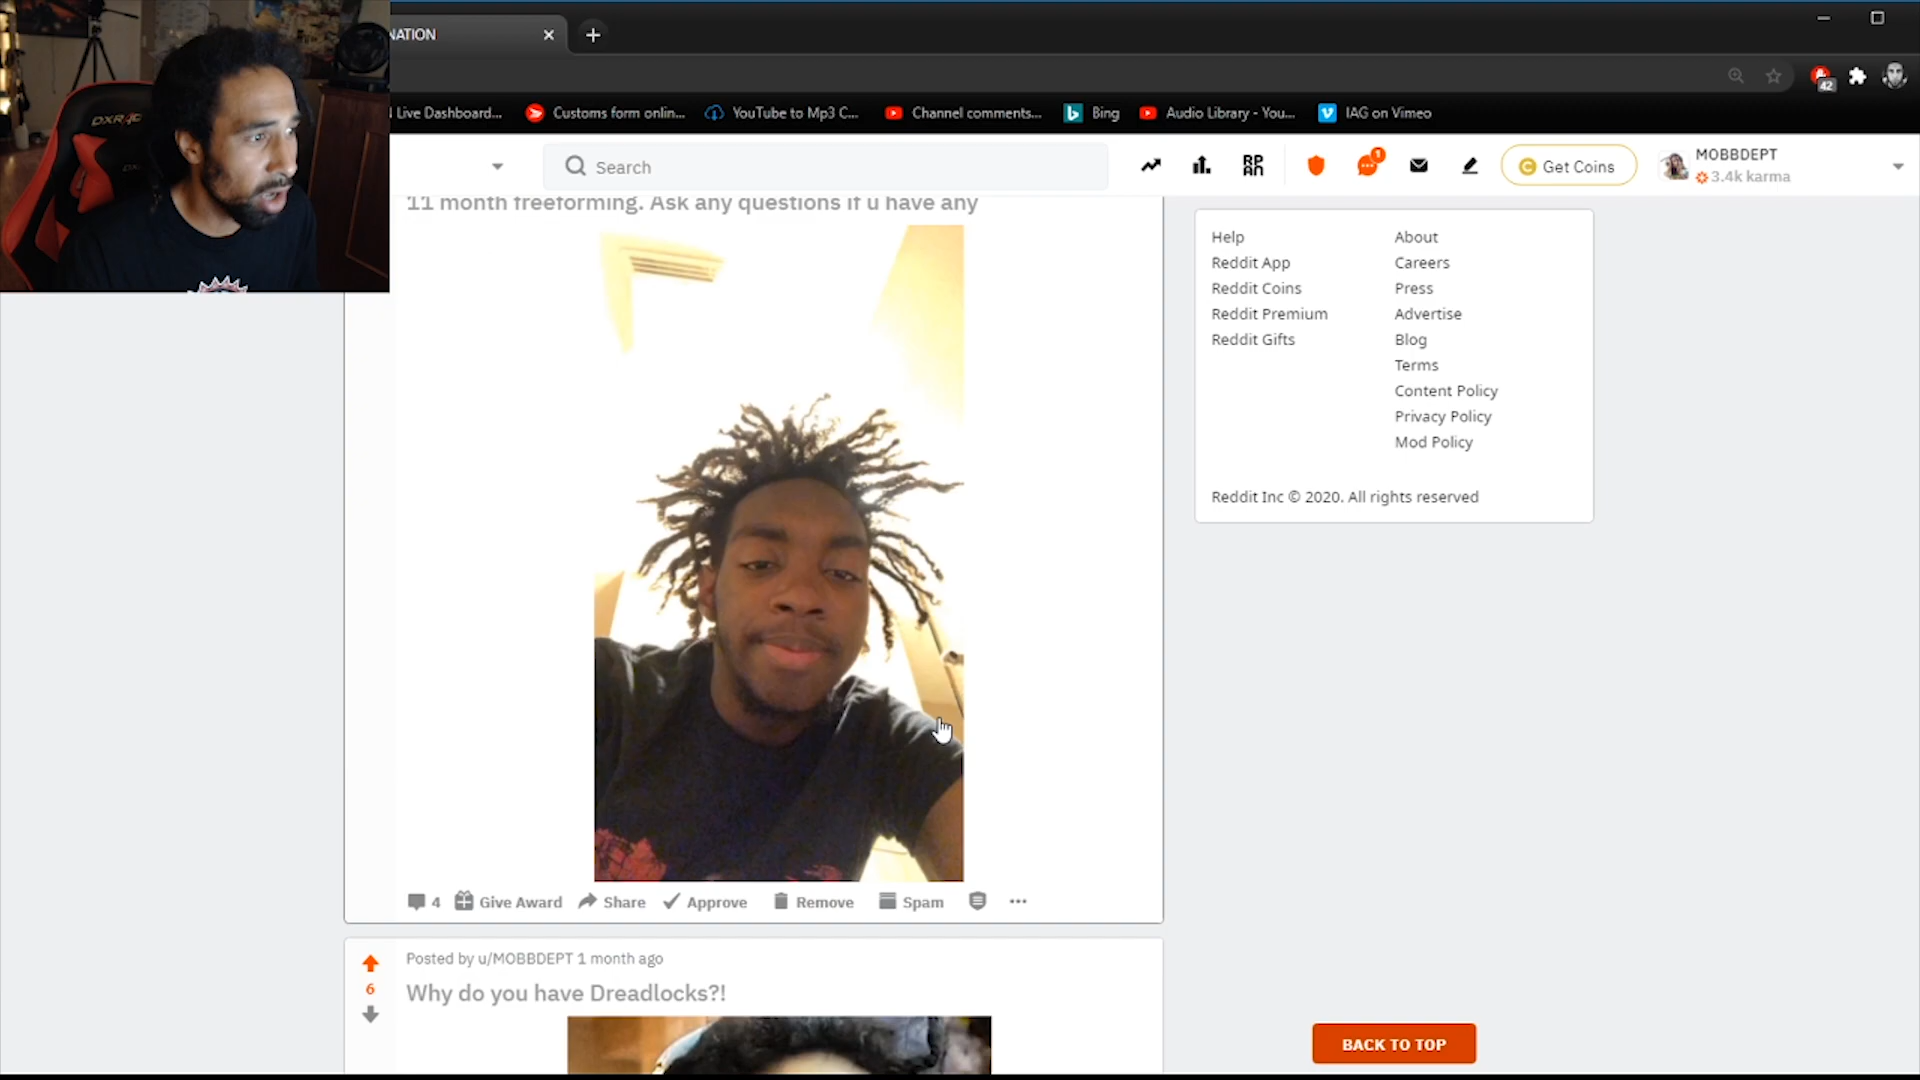 NATION
Live Dashboard...
Customs form onlin...
YouTube to Mp3 C...
Channel comments...
Bing
Audio Library - You...
IAG on Vimeo
42
Search
RPAN
1
Get Coins
MOBBDEPT
3.4k karma
11 month freeforming. Ask any questions if u have any
Help
About
Reddit App
Careers
Reddit Coins
Press
Reddit Premium
Advertise
Reddit Gifts
Blog
Terms
Content Policy
Privacy Policy
Mod Policy
Reddit Inc © 2020. All rights reserved
4
Give Award
Share
Approve
Remove
Spam
Posted by u/MOBBDEPT 1 month ago
6
Why do you have Dreadlocks?!
BACK TO TOP